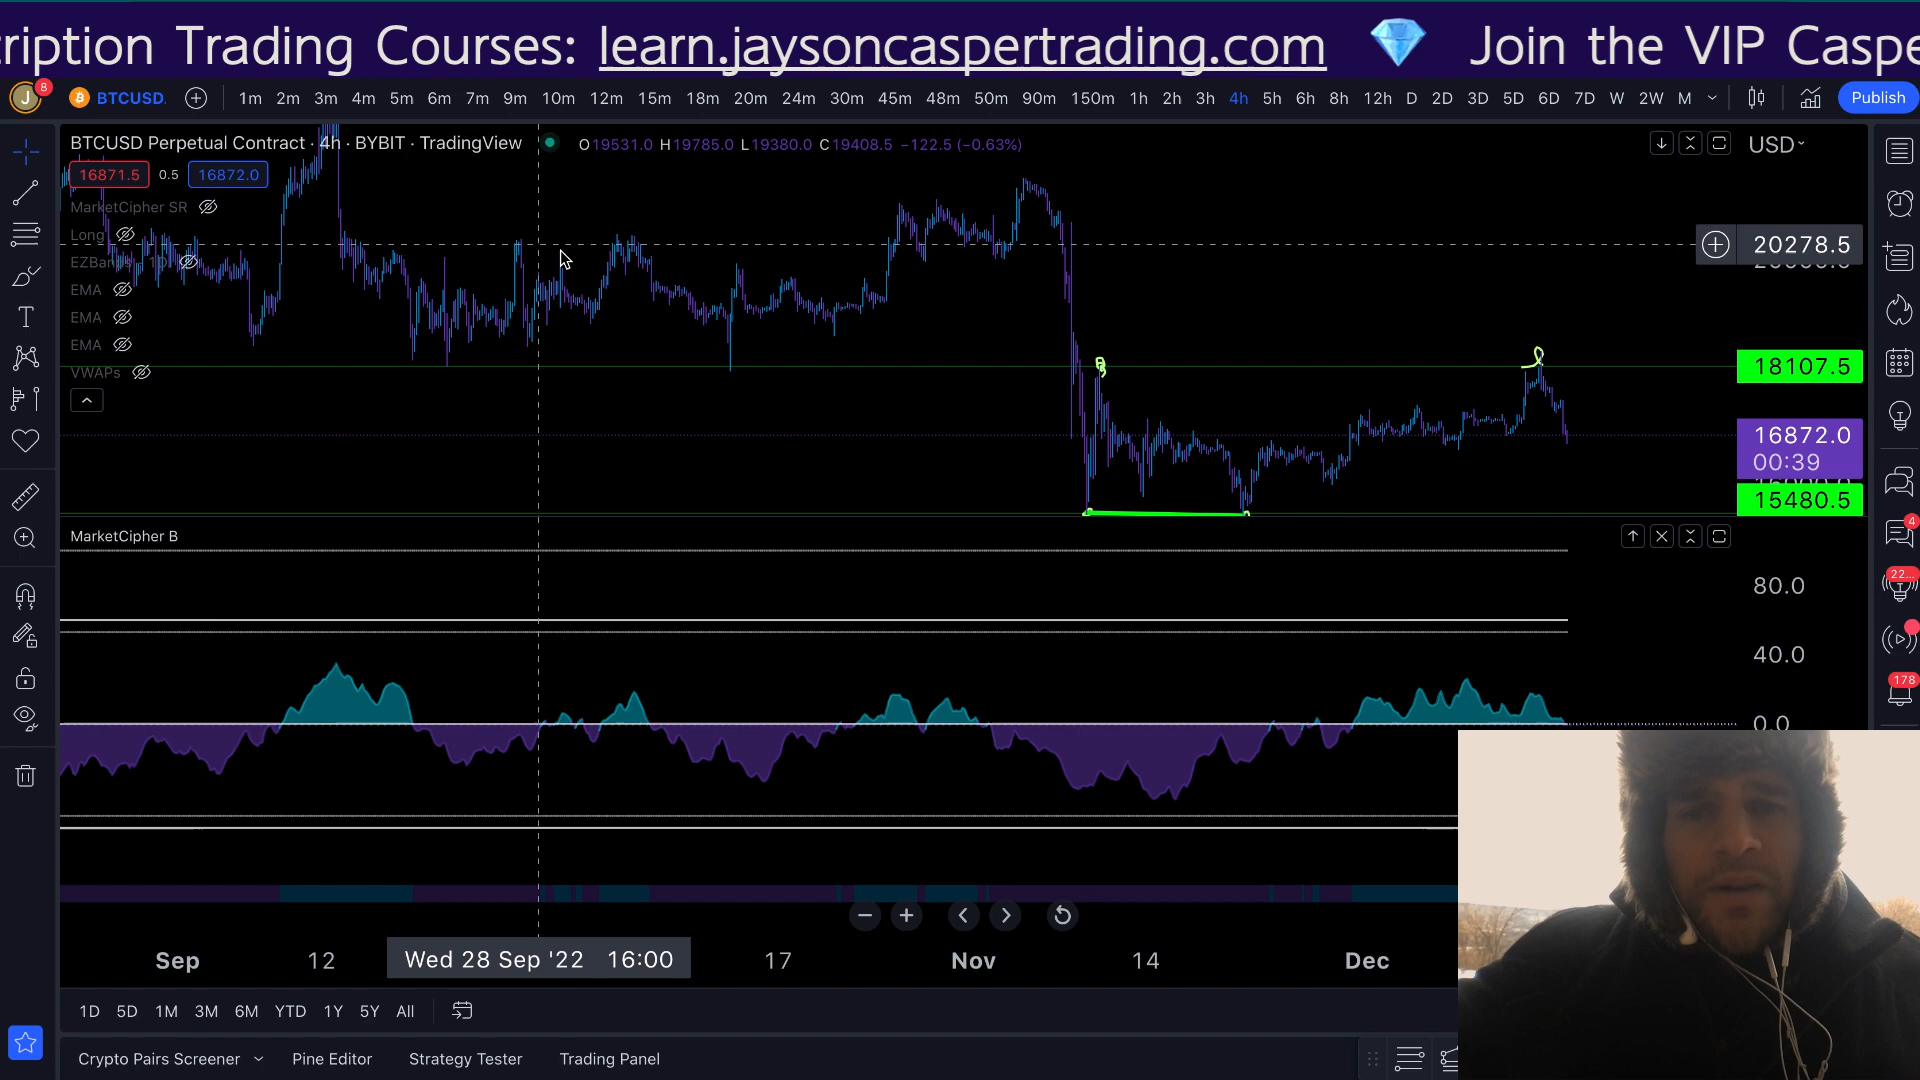 cription Trading Courses: learn.jaysoncaspertrading.com 💎 Join the VIP Caspe
J 8 BTCUSD 1m 2m 3m 4m 5m 6m 7m 9m 10m 12m 15m 18m 20m 24m 30m 45m 48m 50m 90m 150m 1h 2h 3h 4h 5h 6h 8h 12h D 2D 3D 5D 6D 7D W 2W M Publish
BTCUSD Perpetual Contract · 4h · BYBIT · TradingView O19531.0 H19785.0 L19380.0 C19408.5 −122.5 (−0.63%) USD
16871.5 0.5 16872.0
MarketCipher SR
Long
20278.5
EZBands
EMA
EMA
EMA
VWAPs
18107.5
16872.0
00:39
15480.5
MarketCipher B
80.0
40.0
0.0
4
22...
178
Sep 12 Wed 28 Sep '22 16:00 17 Nov 14 Dec
1D 5D 1M 3M 6M YTD 1Y 5Y All
Crypto Pairs Screener Pine Editor Strategy Tester Trading Panel